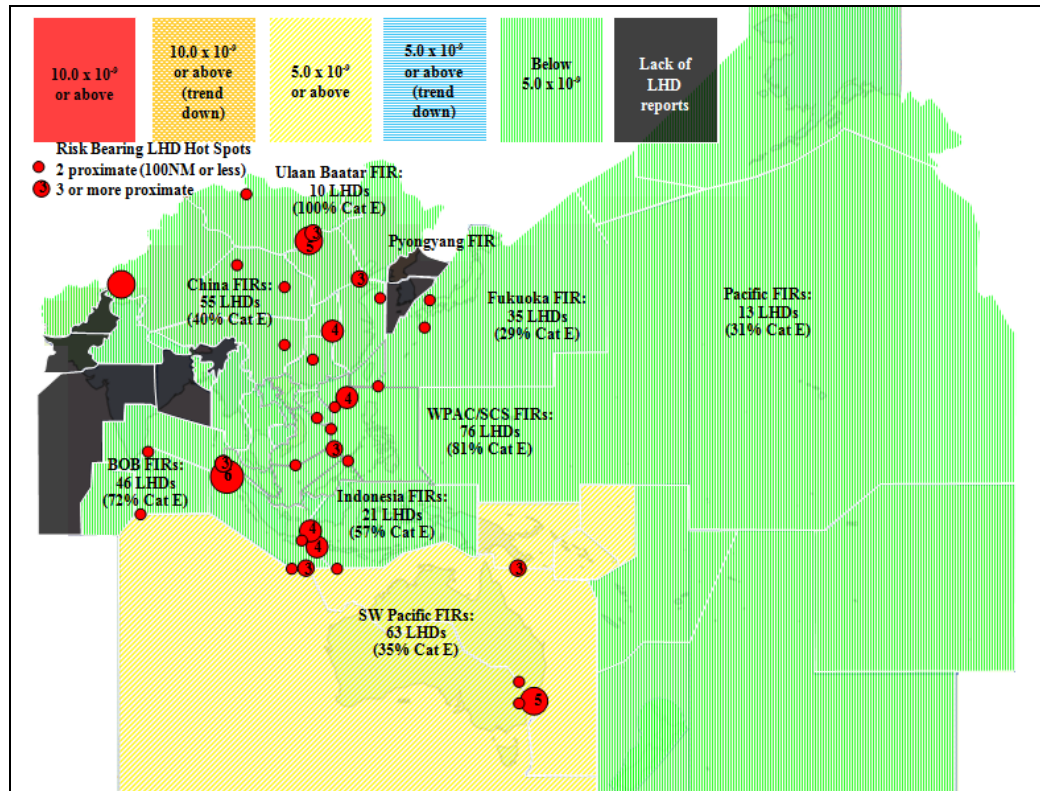 10.0 x 10⁻⁹
or above
10.0 x 10⁻⁹
or above
(trend
down)
5.0 x 10⁻⁹
or above
5.0 x 10⁻⁹
or above
(trend
down)
Below
5.0 x 10⁻⁹
Lack of
LHD
reports
Risk Bearing LHD Hot Spots
2 proximate (100NM or less)
3 3 or more proximate
Ulaan Baatar FIR:
10 LHDs
(100% Cat E)
3
5
Pyongyang FIR
3
China FIRs:
55 LHDs
(40% Cat E)
Fukuoka FIR:
35 LHDs
(29% Cat E)
Pacific FIRs:
13 LHDs
(31% Cat E)
4
4
WPAC/SCS FIRs:
76 LHDs
(81% Cat E)
3
BOB FIRs:
46 LHDs
(72% Cat E)
3
6
Indonesia FIRs:
21 LHDs
(57% Cat E)
4
4
3
3
SW Pacific FIRs:
63 LHDs
(35% Cat E)
5